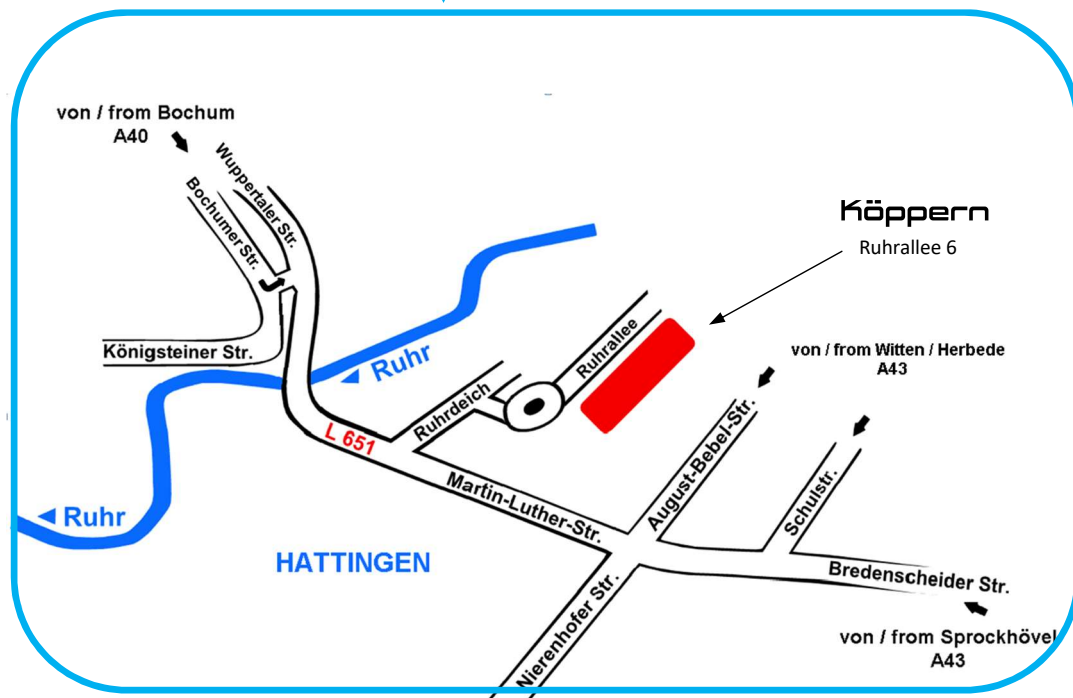 von / from Bochum
A40
Wuppertaler Str.
Bochumer Str.
Köppern
Ruhrallee 6
Königsteiner Str.
Ruhr
Ruhrallee
von / from Witten / Herbede
A43
Ruhrdeich
L 651
August-Bebel-Str.
Martin-Luther-Str.
Schulstr.
Ruhr
HATTINGEN
Bredenscheider Str.
Nierenhofer Str.
von / from Sprockhövel
A43